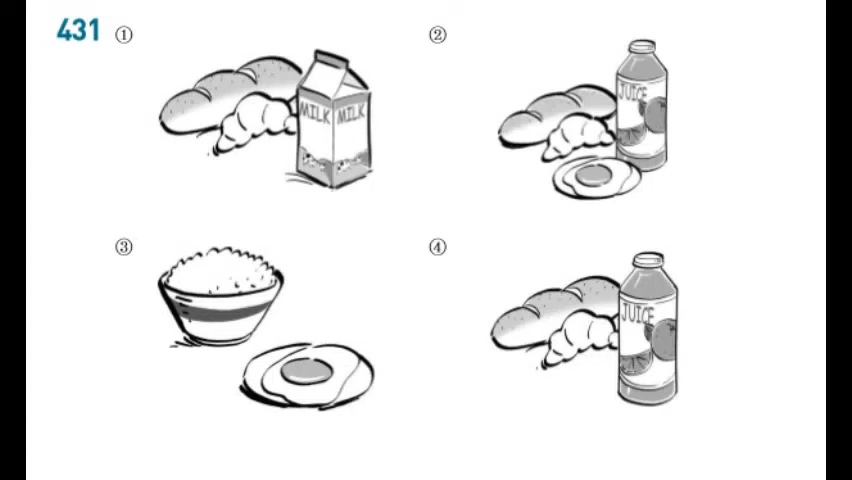 431 ①
②
MILK MILK
JUICE
③
④
JUICE